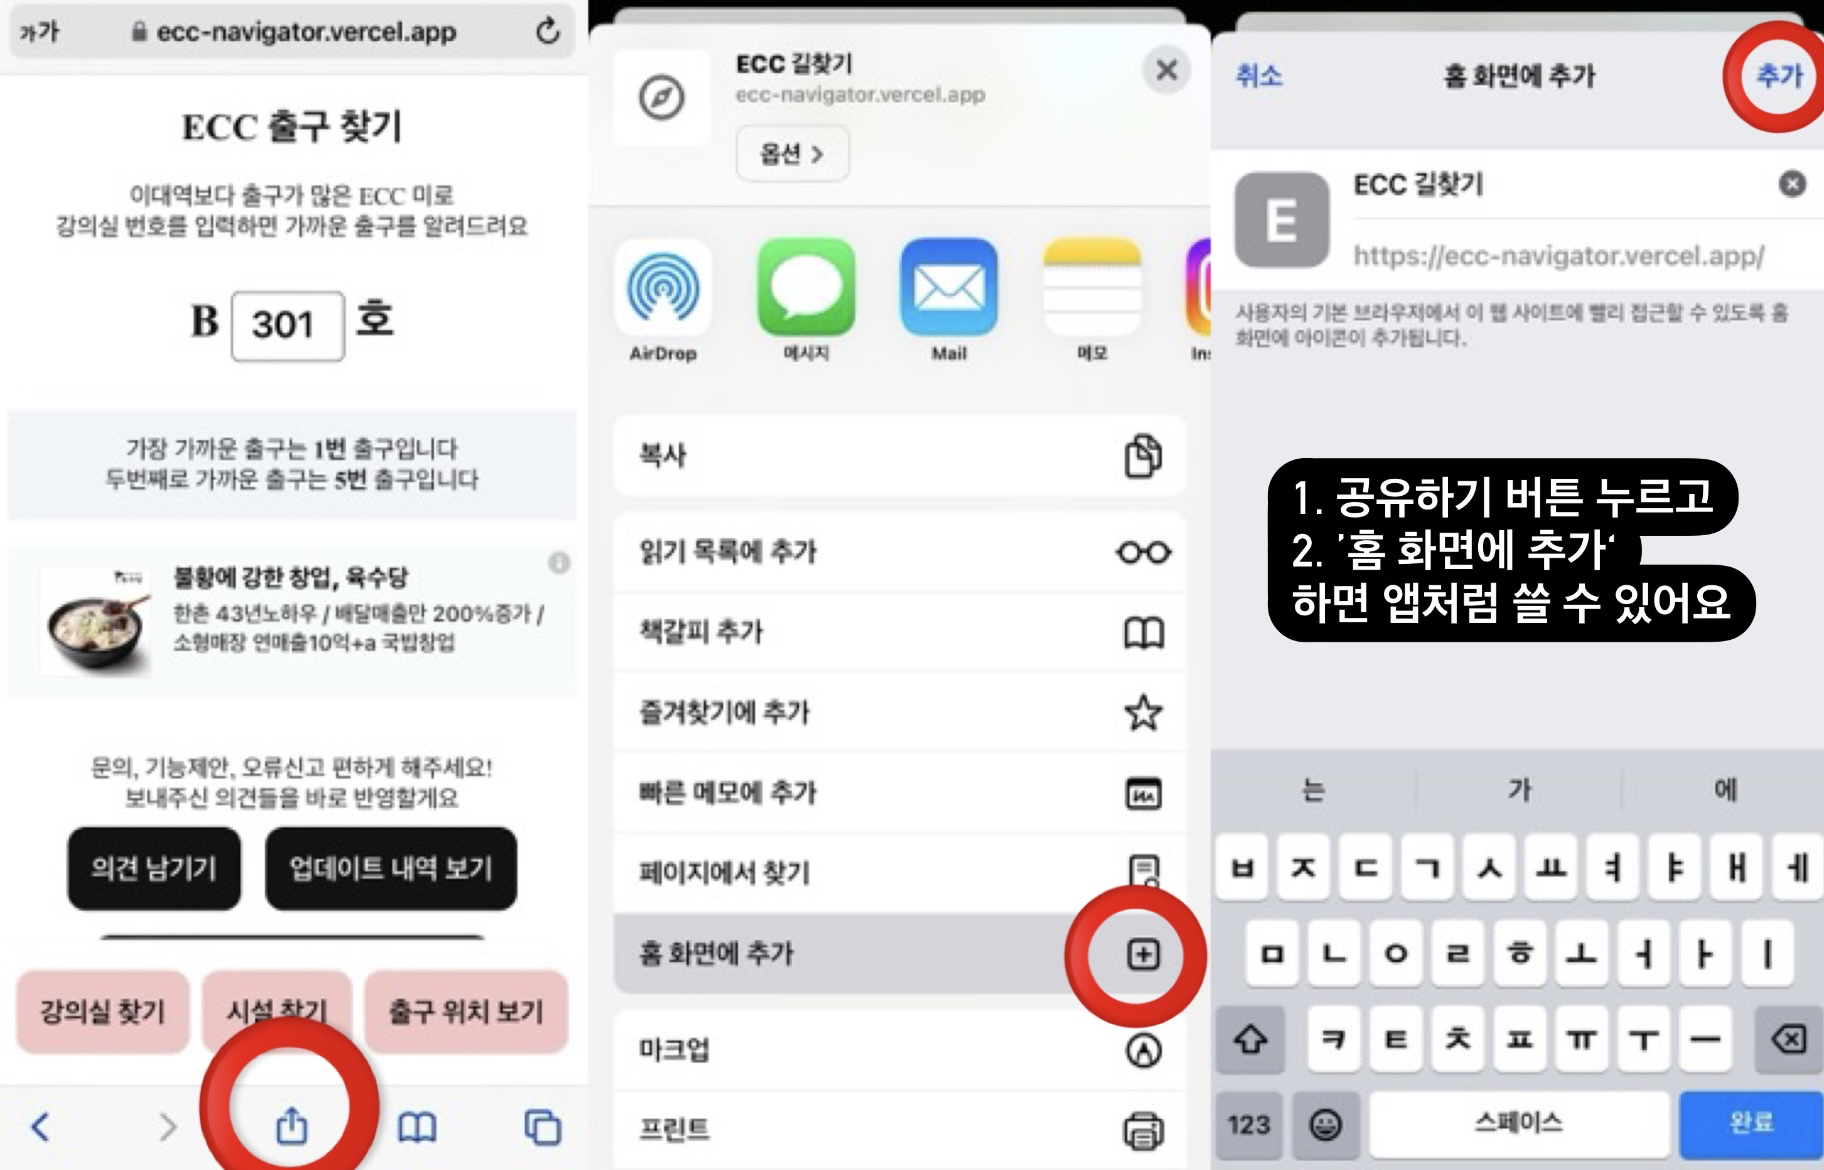 가가
ecc-navigator.vercel.app
ECC 출구 찾기
이대역보다 출구가 많은 ECC 미로
강의실 번호를 입력하면 가까운 출구를 알려드려요
B 301 호
가장 가까운 출구는 1번 출구입니다
두번째로 가까운 출구는 5번 출구입니다
불황에 강한 창업, 육수당
한촌 43년노하우 / 배달매출만 200%증가 /
소형매장 연매출10억+a 국밥창업
문의, 기능제안, 오류신고 편하게 해주세요!
보내주신 의견들을 바로 반영할게요
의견 남기기
업데이트 내역 보기
강의실 찾기
시설 찾기
출구 위치 보기
ECC 길찾기
ecc-navigator.vercel.app
옵션 >
AirDrop
메시지
Mail
메모
Ins
복사
읽기 목록에 추가
책갈피 추가
즐겨찾기에 추가
빠른 메모에 추가
페이지에서 찾기
홈 화면에 추가
마크업
프린트
취소
홈 화면에 추가
추가
E
ECC 길찾기
https://ecc-navigator.vercel.app/
사용자의 기본 브라우저에서 이 웹 사이트에 빨리 접근할 수 있도록 홈
화면에 아이콘이 추가됩니다.
1. 공유하기 버튼 누르고
2. '홈 화면에 추가'
하면 앱처럼 쓸 수 있어요
는 가 에
ㅂ ㅈ ㄷ ㄱ ㅅ ㅛ ㅕ ㅑ ㅐ ㅔ
ㅁ ㄴ ㅇ ㄹ ㅎ ㅗ ㅓ ㅏ ㅣ
ㅋ ㅌ ㅊ ㅍ ㅠ ㅜ ㅡ
123 스페이스 완료